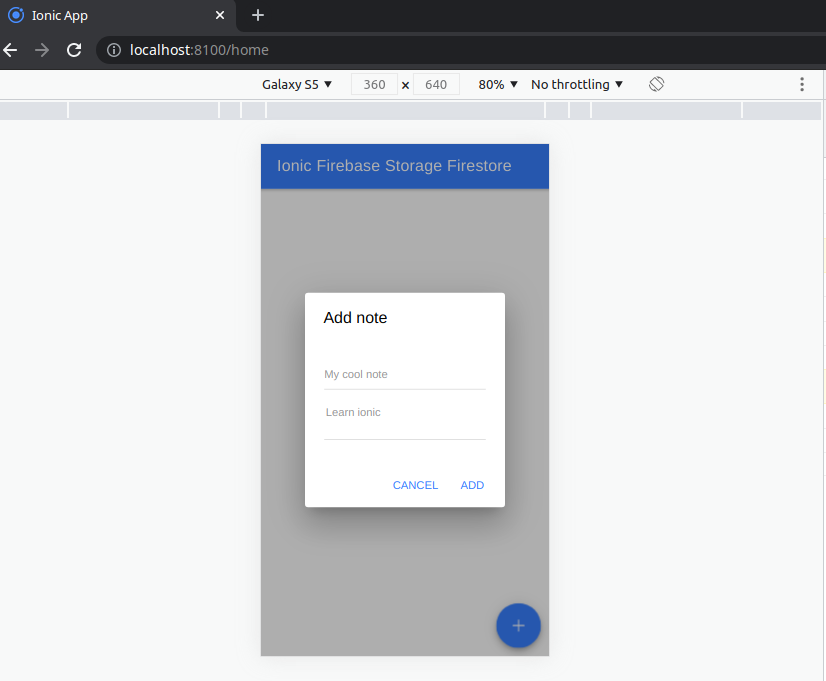 Ionic App
localhost:8100/home
Galaxy S5 ▼ 360 × 640 80% ▼ No throttling ▼
Ionic Firebase Storage Firestore
Add note
My cool note
Learn ionic
CANCEL ADD